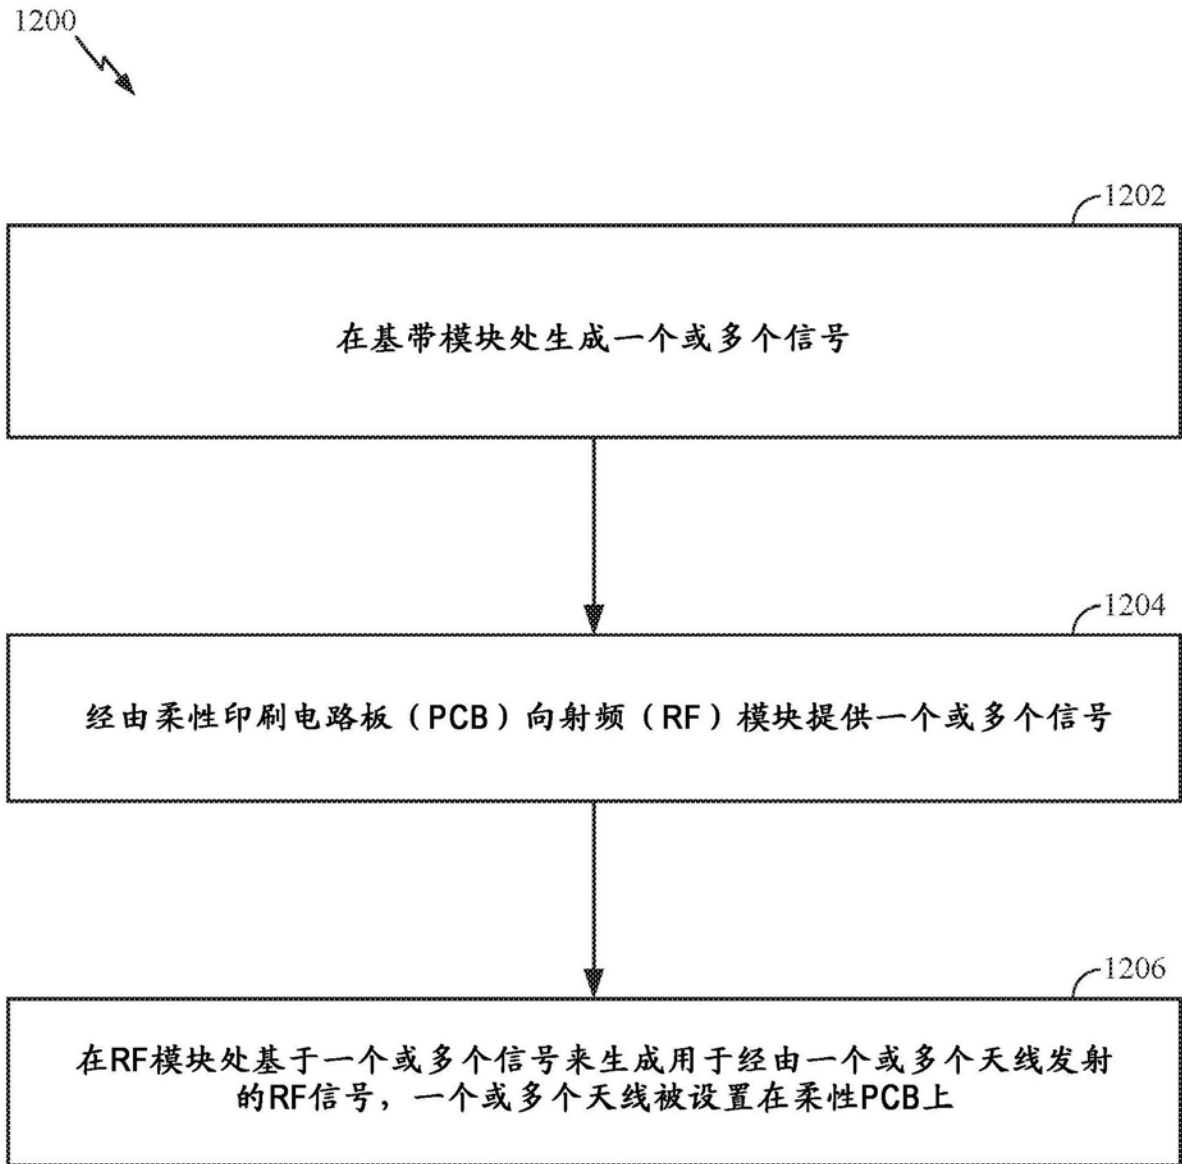 1200
1202
在基带模块处生成一个或多个信号
1204
经由柔性印刷电路板（PCB）向射频（RF）模块提供一个或多个信号
1206
在RF模块处基于一个或多个信号来生成用于经由一个或多个天线发射
的RF信号，一个或多个天线被设置在柔性PCB上